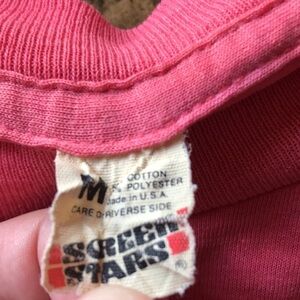 M
COTTON
% POLYESTER
Made in U.S.A.
CARE ON REVERSE SIDE
SCREEN
STARS
®